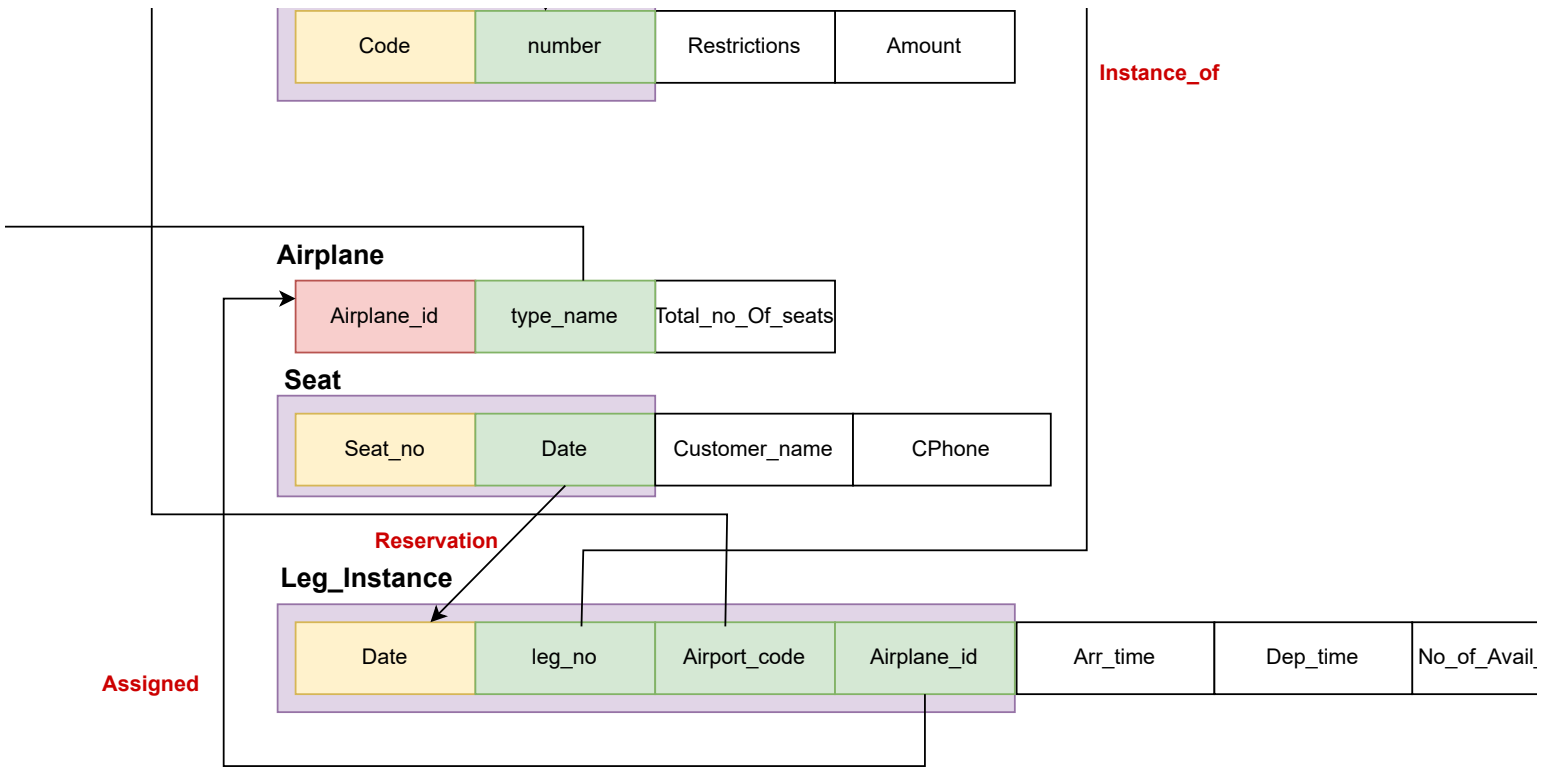 Code number Restrictions Amount
Instance_of
Airplane
Airplane_id type_name Total_no_Of_seats
Seat
Seat_no Date Customer_name CPhone
Reservation
Leg_Instance
Date leg_no Airport_code Airplane_id Arr_time Dep_time No_of_Avail_
Assigned